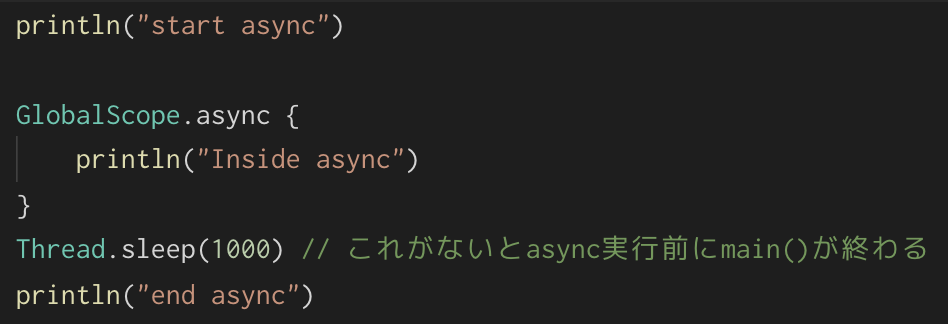 println("start async")
GlobalScope.async {
    println("Inside async")
}
Thread.sleep(1000) // これがないとasync実行前にmain()が終わる
println("end async")